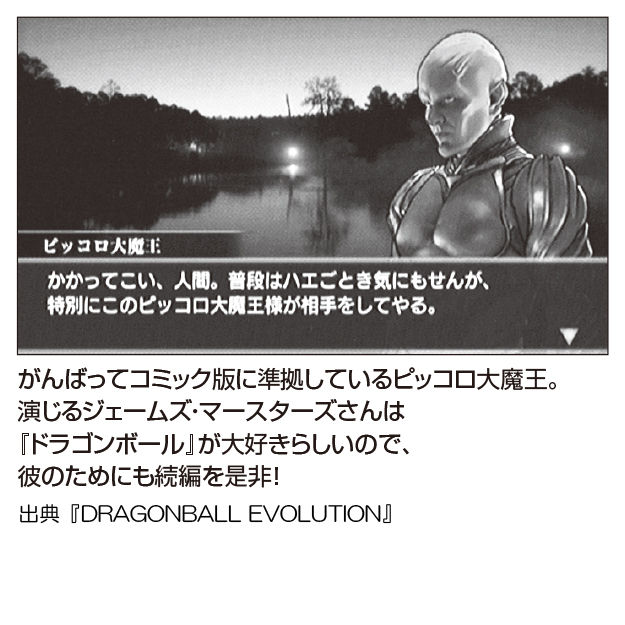 ピッコロ大魔王
かかってこい、人間。普段はハエごとき気にもせんが、
特別にこのピッコロ大魔王様が相手をしてやる。
がんばってコミック版に準拠しているピッコロ大魔王。
演じるジェームズ・マースターズさんは
『ドラゴンボール』が大好きらしいので、
彼のためにも続編を是非!
出典『DRAGONBALL EVOLUTION』